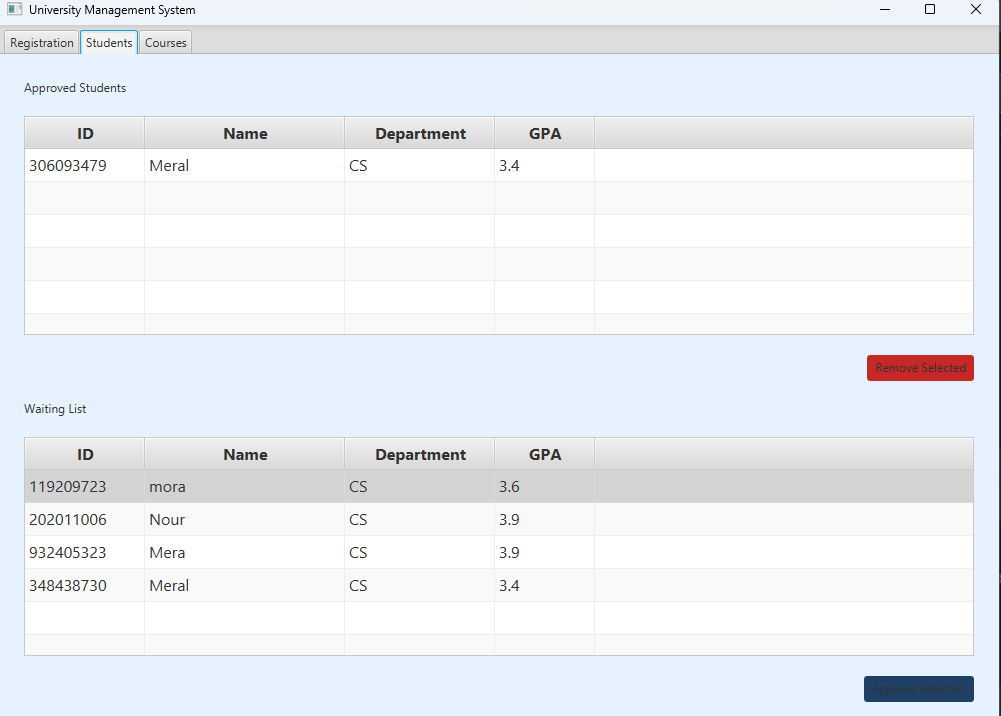 University Management System
Registration Students Courses
Approved Students
ID Name Department GPA
306093479 Meral CS 3.4
Remove Selected
Waiting List
ID Name Department GPA
119209723 mora CS 3.6
202011006 Nour CS 3.9
932405323 Mera CS 3.9
348438730 Meral CS 3.4
Approve Selected